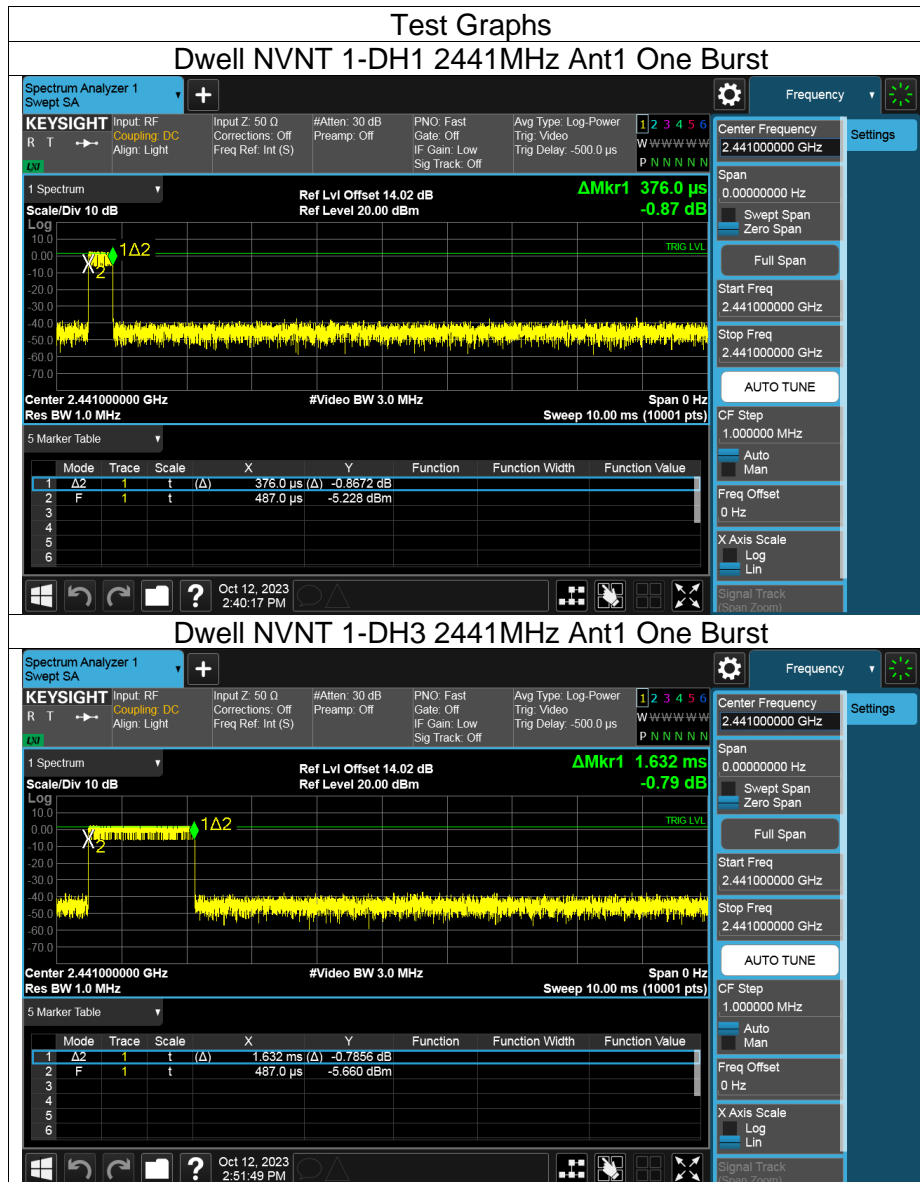 Test Graphs
Dwell NVNT 1-DH1 2441MHz Ant1 One Burst
Spectrum Analyzer 1
Swept SA
+
Frequency
KEYSIGHT
R T
LXI
Input: RF
Coupling: DC
Align: Light
Input Z: 50 Ω
Corrections: Off
Freq Ref: Int (S)
#Atten: 30 dB
Preamp: Off
PNO: Fast
Gate: Off
IF Gain: Low
Sig Track: Off
Avg Type: Log-Power
Trig: Video
Trig Delay: -500.0 µs
1 2 3 4 5 6
W W W W W W
P N N N N N
1 Spectrum
Scale/Div 10 dB
Ref Lvl Offset 14.02 dB
Ref Level 20.00 dBm
ΔMkr1 376.0 µs
-0.87 dB
Log
10.0
0.00
-10.0
-20.0
-30.0
-40.0
-50.0
-60.0
-70.0
1Δ2
2
TRIG LVL
Center 2.441000000 GHz
#Video BW 3.0 MHz
Span 0 Hz
Res BW 1.0 MHz
Sweep 10.00 ms (10001 pts)
5 Marker Table
Mode Trace Scale X Y Function Function Width Function Value
1 Δ2 1 t (Δ) 376.0 µs (Δ) -0.8672 dB
2 F 1 t 487.0 µs -5.228 dBm
3
4
5
6
?
Oct 12, 2023
2:40:17 PM
Center Frequency
2.441000000 GHz
Settings
Span
0.00000000 Hz
Swept Span
Zero Span
Full Span
Start Freq
2.441000000 GHz
Stop Freq
2.441000000 GHz
AUTO TUNE
CF Step
1.000000 MHz
Auto
Man
Freq Offset
0 Hz
X Axis Scale
Log
Lin
Signal Track
(Span Zoom)
Dwell NVNT 1-DH3 2441MHz Ant1 One Burst
Spectrum Analyzer 1
Swept SA
+
Frequency
KEYSIGHT
R T
LXI
Input: RF
Coupling: DC
Align: Light
Input Z: 50 Ω
Corrections: Off
Freq Ref: Int (S)
#Atten: 30 dB
Preamp: Off
PNO: Fast
Gate: Off
IF Gain: Low
Sig Track: Off
Avg Type: Log-Power
Trig: Video
Trig Delay: -500.0 µs
1 2 3 4 5 6
W W W W W W
P N N N N N
1 Spectrum
Scale/Div 10 dB
Ref Lvl Offset 14.02 dB
Ref Level 20.00 dBm
ΔMkr1 1.632 ms
-0.79 dB
Log
10.0
0.00
-10.0
-20.0
-30.0
-40.0
-50.0
-60.0
-70.0
1Δ2
2
TRIG LVL
Center 2.441000000 GHz
#Video BW 3.0 MHz
Span 0 Hz
Res BW 1.0 MHz
Sweep 10.00 ms (10001 pts)
5 Marker Table
Mode Trace Scale X Y Function Function Width Function Value
1 Δ2 1 t (Δ) 1.632 ms (Δ) -0.7856 dB
2 F 1 t 487.0 µs -5.660 dBm
3
4
5
6
?
Oct 12, 2023
2:51:49 PM
Center Frequency
2.441000000 GHz
Settings
Span
0.00000000 Hz
Swept Span
Zero Span
Full Span
Start Freq
2.441000000 GHz
Stop Freq
2.441000000 GHz
AUTO TUNE
CF Step
1.000000 MHz
Auto
Man
Freq Offset
0 Hz
X Axis Scale
Log
Lin
Signal Track
(Span Zoom)